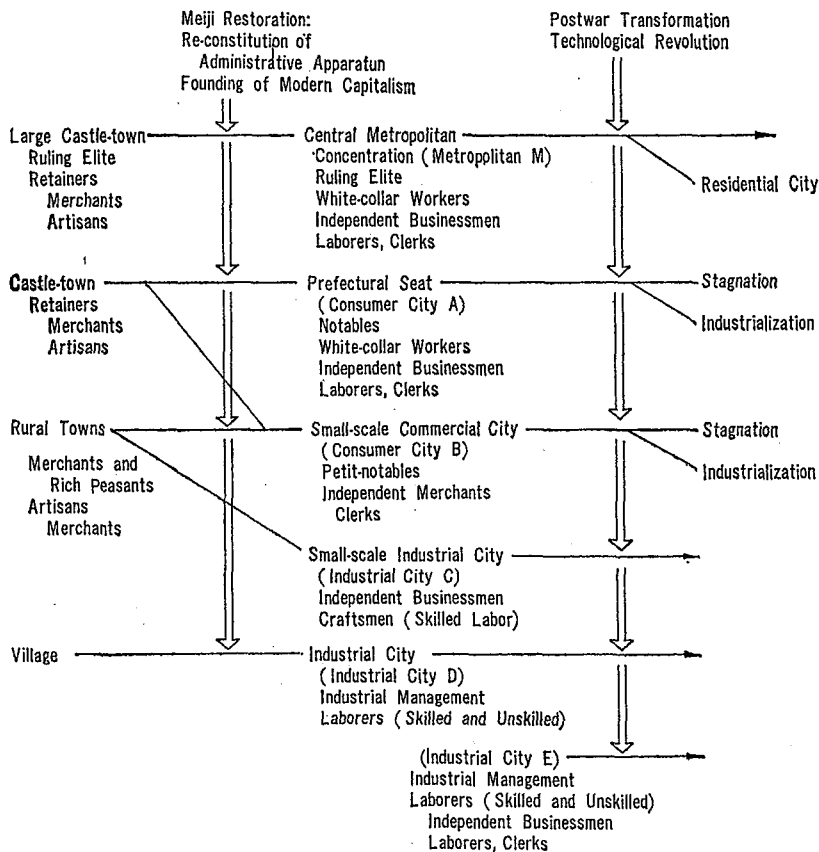 Meiji Restoration:
Re-constitution of
Administrative Apparatun
Founding of Modern Capitalism
Postwar Transformation
Technological Revolution
Large Castle-town
Ruling Elite
Retainers
Merchants
Artisans
Central Metropolitan
Concentration (Metropolitan M)
Ruling Elite
White-collar Workers
Independent Businessmen
Laborers, Clerks
Residential City
Castle-town
Retainers
Merchants
Artisans
Prefectural Seat
(Consumer City A)
Notables
White-collar Workers
Independent Businessmen
Laborers, Clerks
Stagnation
Industrialization
Rural Towns
Merchants and
Rich Peasants
Artisans
Merchants
Small-scale Commercial City
(Consumer City B)
Petit-notables
Independent Merchants
Clerks
Stagnation
Industrialization
Small-scale Industrial City
(Industrial City C)
Independent Businessmen
Craftsmen (Skilled Labor)
Village
Industrial City
(Industrial City D)
Industrial Management
Laborers (Skilled and Unskilled)
(Industrial City E)
Industrial Management
Laborers (Skilled and Unskilled)
Independent Businessmen
Laborers, Clerks